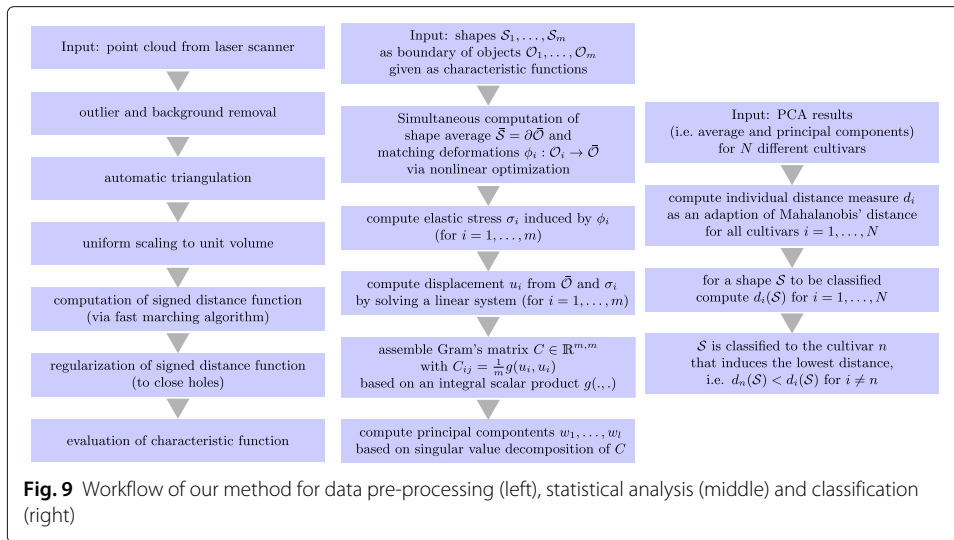 Input: point cloud from laser scanner
outlier and background removal
automatic triangulation
uniform scaling to unit volume
computation of signed distance function
(via fast marching algorithm)
regularization of signed distance function
(to close holes)
evaluation of characteristic function
Input: shapes 𝒮₁, . . . , 𝒮ₘ
as boundary of objects 𝒪₁, . . . , 𝒪ₘ
given as characteristic functions
Simultaneous computation of
shape average 𝒮̄ = ∂𝒪̄ and
matching deformations ϕᵢ : 𝒪ᵢ → 𝒪̄
via nonlinear optimization
compute elastic stress σᵢ induced by ϕᵢ
(for i = 1, . . . , m)
compute displacement uᵢ from 𝒪̄ and σᵢ
by solving a linear system (for i = 1, . . . , m)
assemble Gram's matrix C ∈ ℝ^{m,m}
with C_{ij} = 1/m g(uᵢ, uᵢ)
based on an integral scalar product g(., .)
compute principal compontents w₁, . . . , w_l
based on singular value decomposition of C
Input: PCA results
(i.e. average and principal components)
for N different cultivars
compute individual distance measure dᵢ
as an adaption of Mahalanobis' distance
for all cultivars i = 1, . . . , N
for a shape 𝒮 to be classified
compute dᵢ(𝒮) for i = 1, . . . , N
𝒮 is classified to the cultivar n
that induces the lowest distance,
i.e. dₙ(𝒮) < dᵢ(𝒮) for i ≠ n
Fig. 9 Workflow of our method for data pre-processing (left), statistical analysis (middle) and classification
(right)